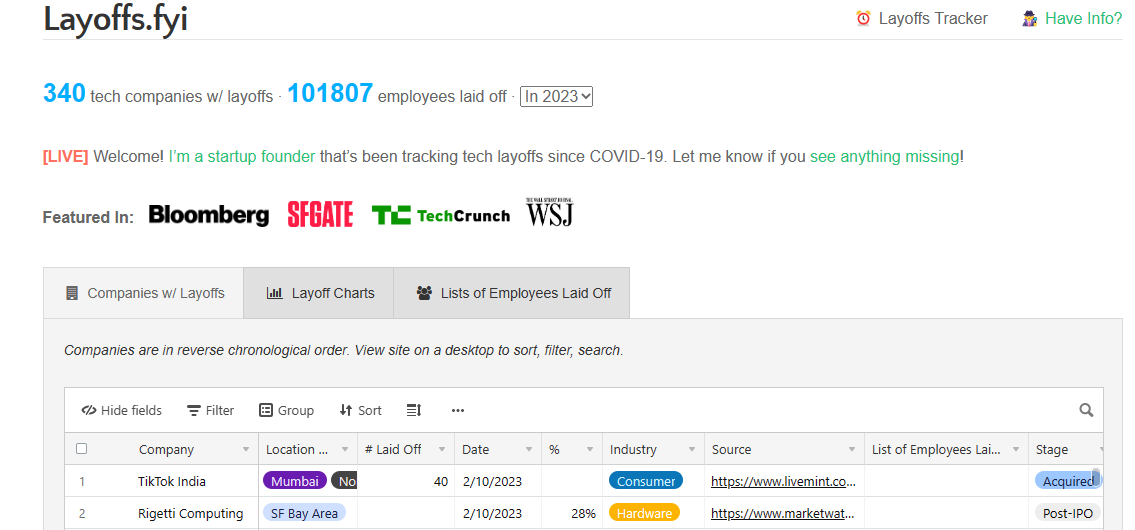 Layoffs.fyi
Layoffs Tracker Have Info?
340 tech companies w/ layoffs · 101807 employees laid off · In 2023
[LIVE] Welcome! I'm a startup founder that's been tracking tech layoffs since COVID-19. Let me know if you see anything missing!
Featured In: Bloomberg SFGATE TC TechCrunch THE WALL STREET JOURNAL. WSJ
Companies w/ Layoffs Layoff Charts Lists of Employees Laid Off
Companies are in reverse chronological order. View site on a desktop to sort, filter, search.
Hide fields Filter Group Sort ...
Company Location ... # Laid Off Date % Industry Source List of Employees Lai... Stage
1 TikTok India Mumbai No 40 2/10/2023 Consumer https://www.livemint.co... Acquired
2 Rigetti Computing SF Bay Area 2/10/2023 28% Hardware https://www.marketwat... Post-IPO